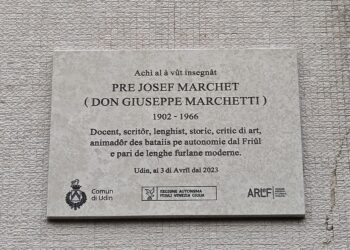 Achi al à vût insegnât
PRE JOSEF MARCHET
( DON GIUSEPPE MARCHETTI )
1902 - 1966
Docent, scritôr, lenghist, storic, critic di art,
animadôr des bataiis pe autonomie dal Friûl
e pari de lenghe furlane moderne.
Udin, ai 3 di Avrîl dal 2023
Comun
di Udin
REGIONE AUTONOMA
FRIULI VENEZIA GIULIA
ARLeF